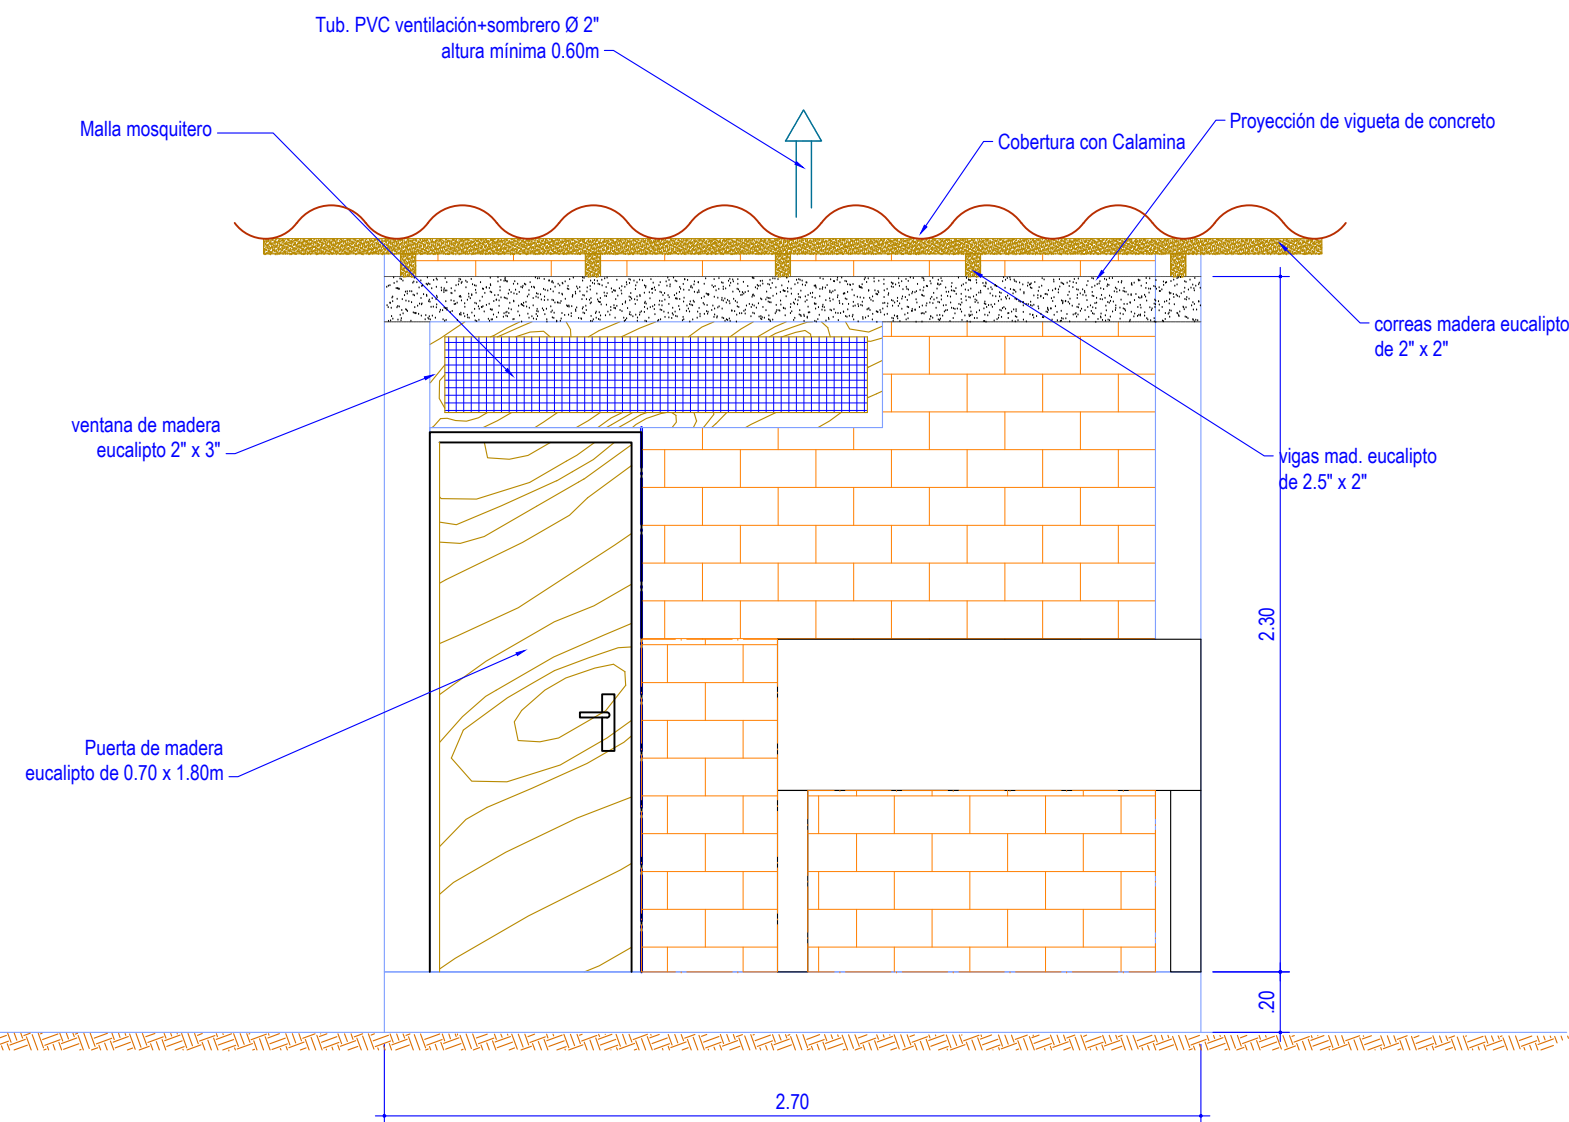 Tub. PVC ventilación+sombrero Ø 2"
altura mínima 0.60m
Malla mosquitero
Cobertura con Calamina
Proyección de vigueta de concreto
correas madera eucalipto
de 2" x 2"
ventana de madera
eucalipto 2" x 3"
vigas mad. eucalipto
de 2.5" x 2"
2.30
Puerta de madera
eucalipto de 0.70 x 1.80m
.20
2.70